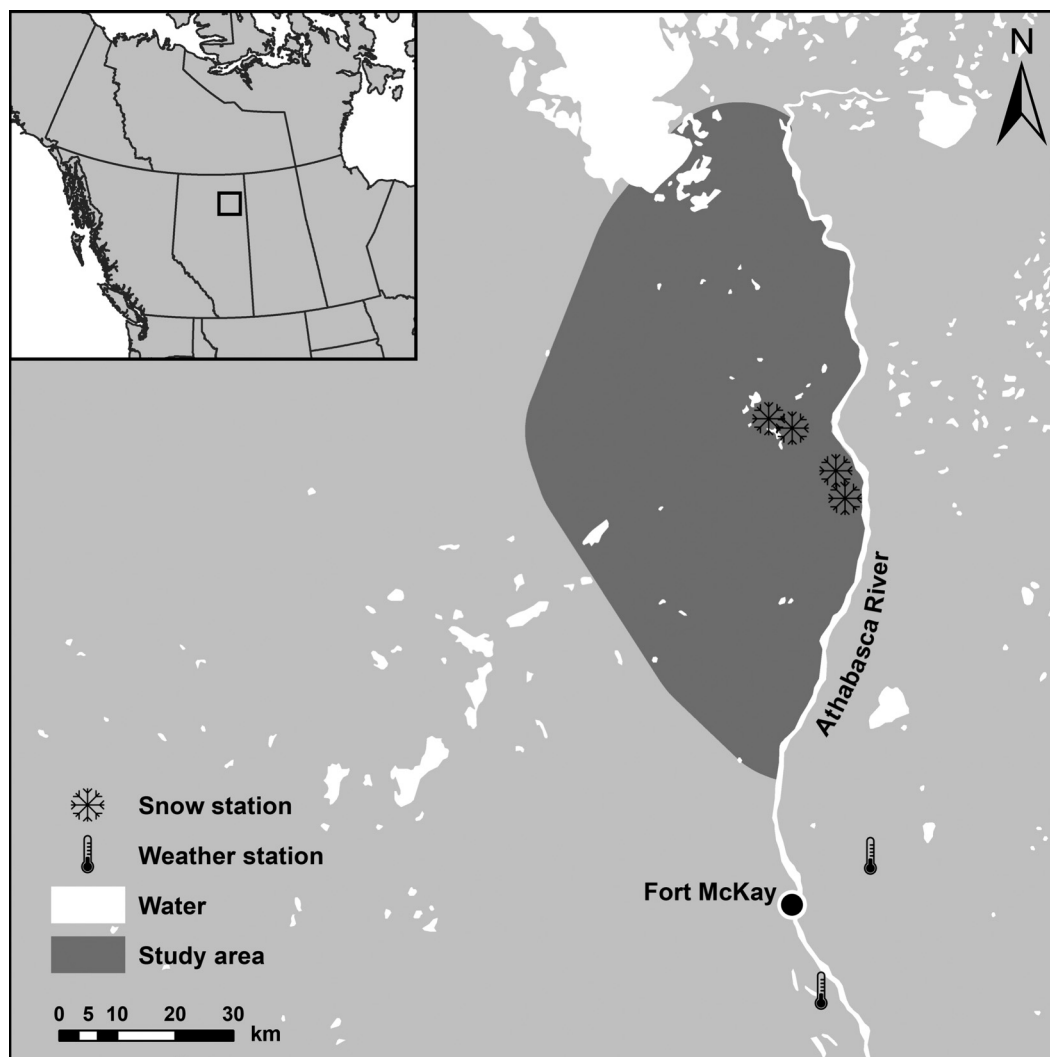 N
Athabasca River
Snow station
Weather station
Water
Study area
Fort McKay
0 5 10 20 30
km